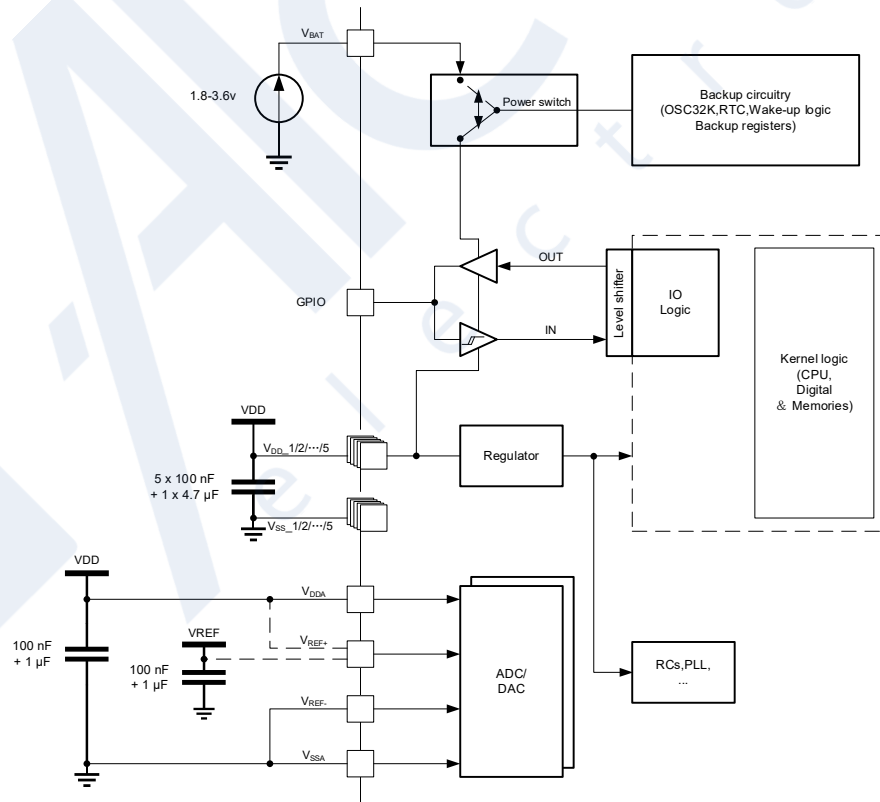 VBAT
1.8-3.6v
Power switch
Backup circuitry
(OSC32K,RTC,Wake-up logic
Backup registers)
GPIO
OUT
IN
Level shifter
IO
Logic
Kernel logic
(CPU,
Digital
& Memories)
VDD
VDD_1/2/···/5
5 x 100 nF
+ 1 x 4.7 µF
VSS_1/2/···/5
Regulator
VDD
VDDA
100 nF
+ 1 µF
VREF
VREF+
100 nF
+ 1 µF
VREF-
VSSA
ADC/
DAC
RCs,PLL,
...